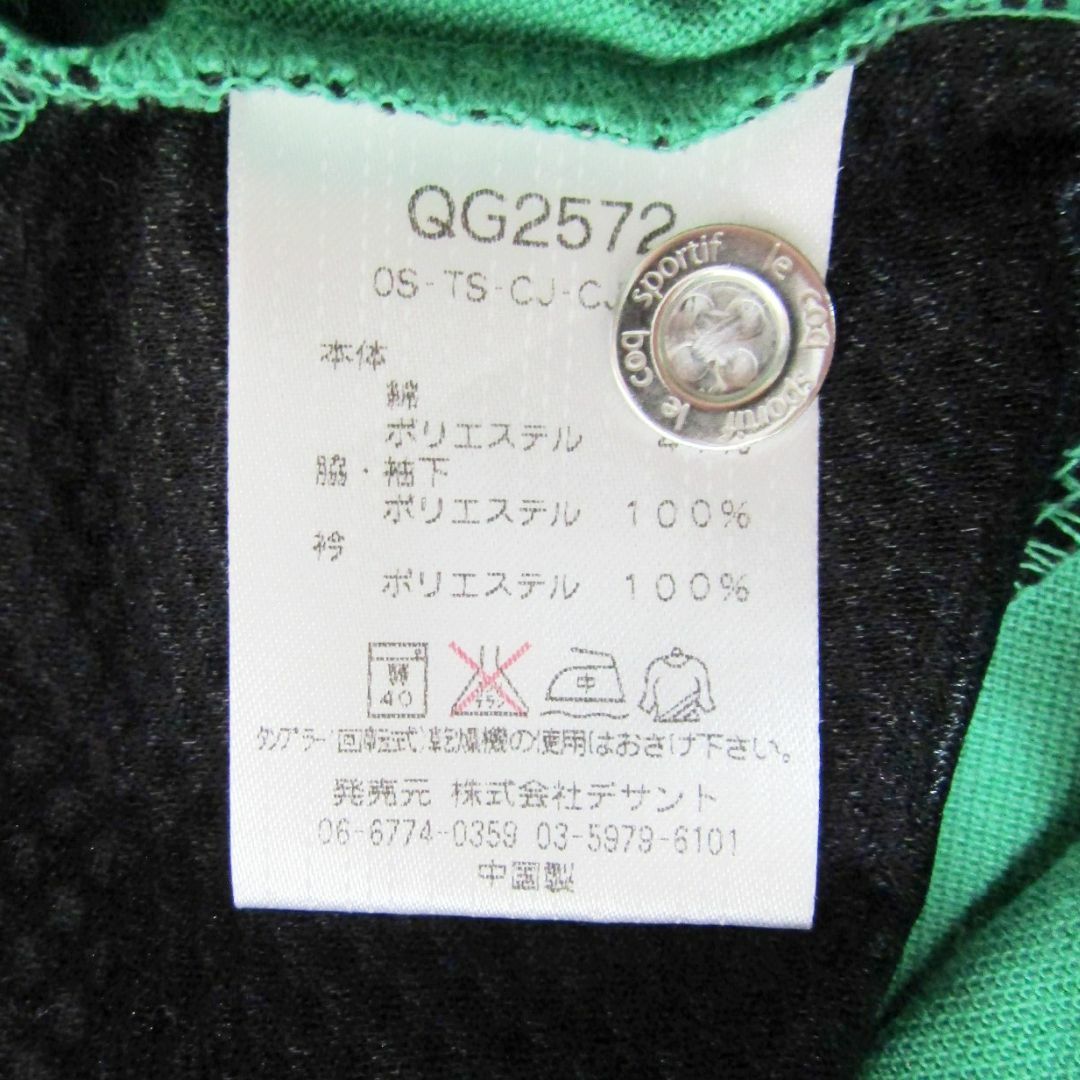 QG2572
OS-TS-CJ-CJ
le coq sportif le coq sportif
本体
綿
ポリエステル
脇・袖下
ポリエステル 100%
衿
ポリエステル 100%
弱 40
エンソ
中
タンブラー(回転式)乾燥機の使用はおさけ下さい。
発売元 株式会社デサント
06-6774-0359 03-5979-6101
中国製